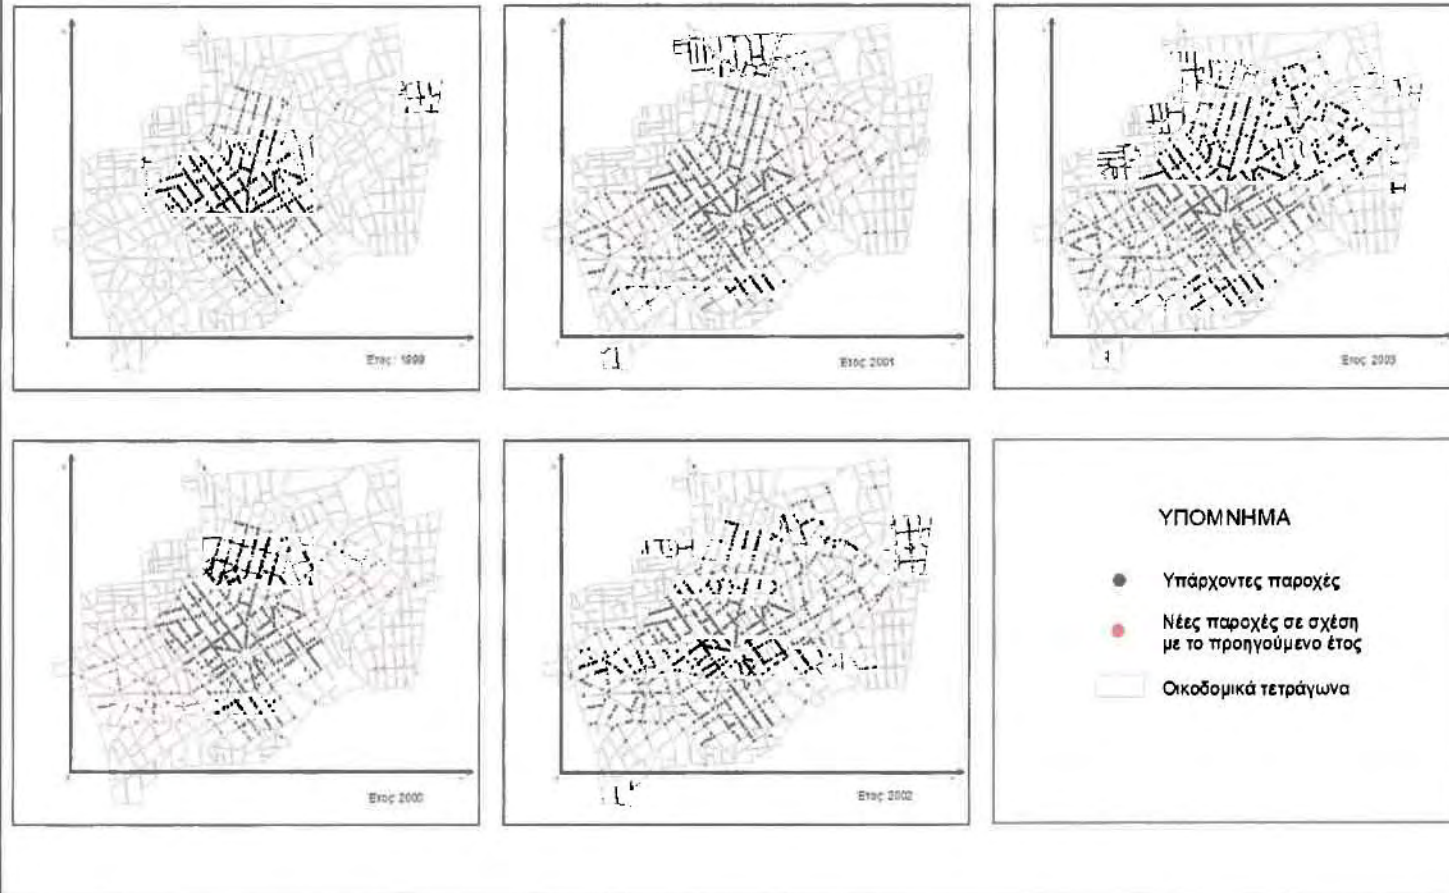 Έτος: 1999
Έτος 2001
Έτος 2003
Έτος 2000
Έτος 2002
ΥΠΟΜΝΗΜΑ
Υπάρχοντες παροχές
Νέες παροχές σε σχέση
με το προηγούμενο έτος
Οικοδομικά τετράγωνα